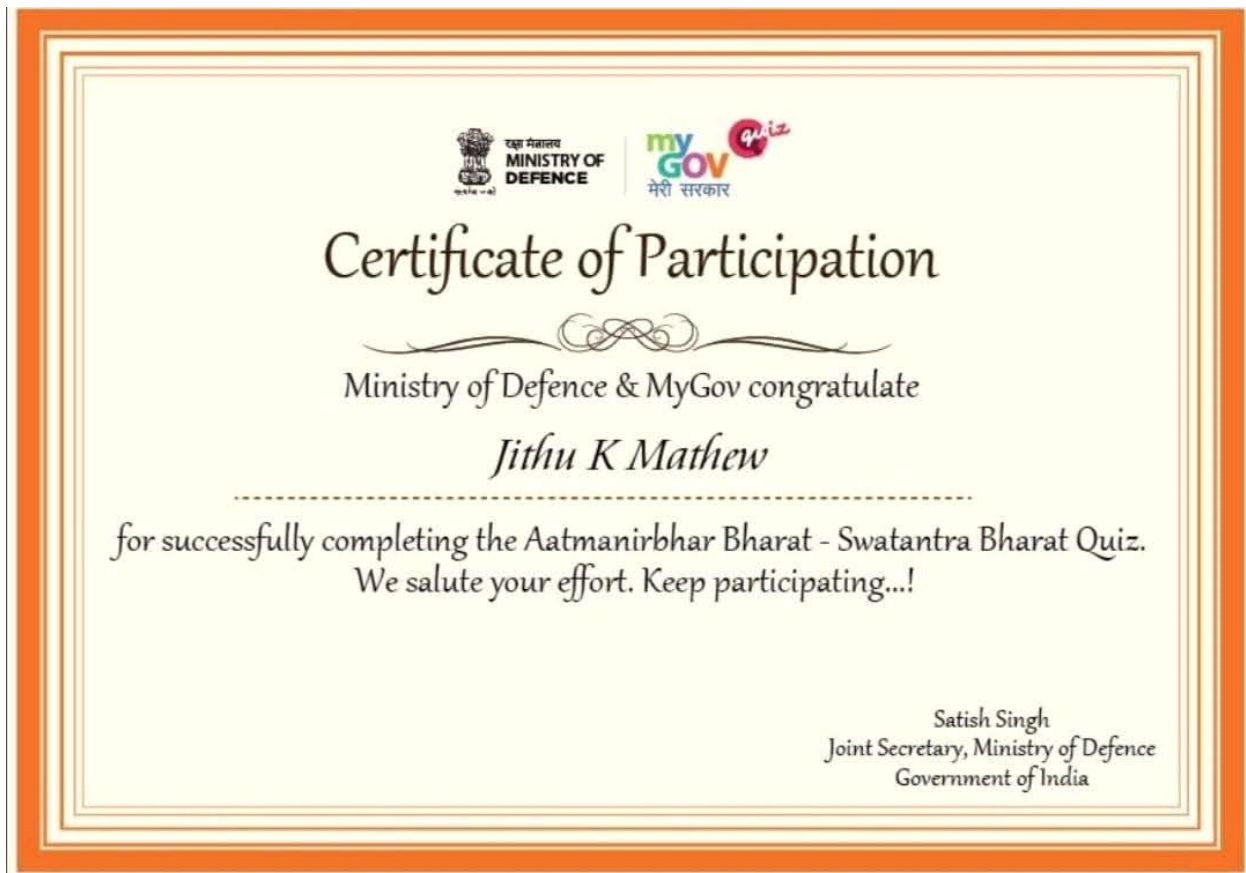 रक्षा मंत्रालय
MINISTRY OF
DEFENCE
my
GOV
मेरी सरकार
quiz
Certificate of Participation
Ministry of Defence & MyGov congratulate
Jithu K Mathew
for successfully completing the Aatmanirbhar Bharat - Swatantra Bharat Quiz.
We salute your effort. Keep participating...!
Satish Singh
Joint Secretary, Ministry of Defence
Government of India